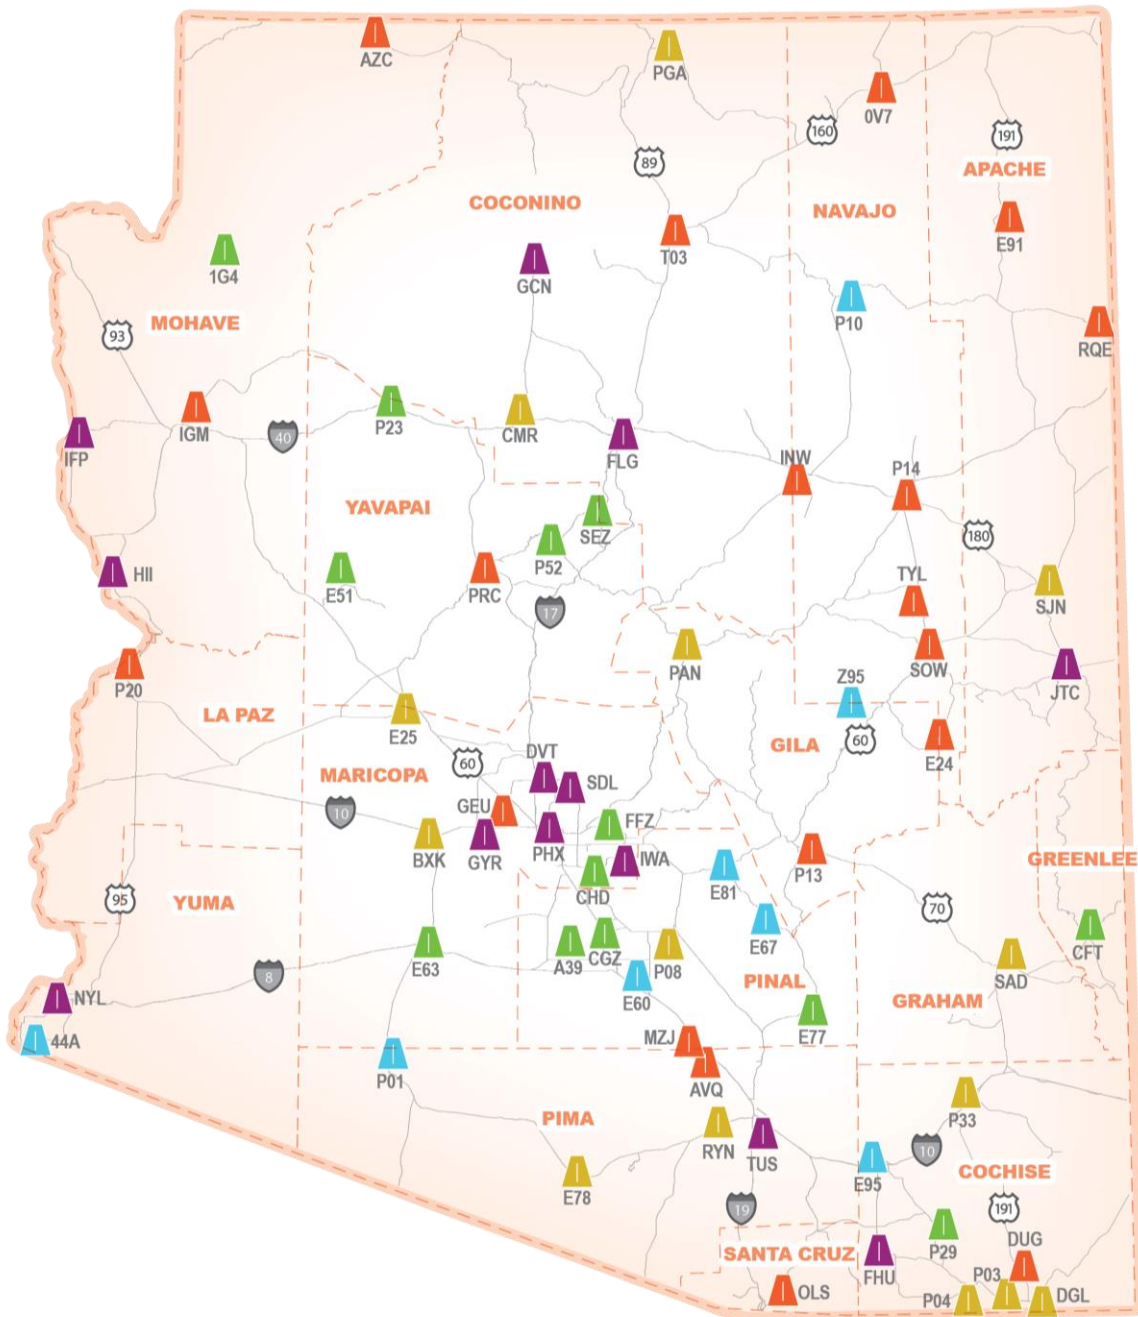 AZC
PGA
0V7
160
191
89
APACHE
COCONINO
NAVAJO
E91
T03
1G4
GCN
P10
MOHAVE
93
RQE
IGM
P23
CMR
40
IFP
FLG
INW
P14
YAVAPAI
SEZ
180
P52
HII
TYL
E51
PRC
17
SJN
PAN
SOW
Z95
JTC
P20
LA PAZ
E25
GILA
60
E24
DVT
60
MARICOPA
SDL
GEU
10
FFZ
BXK
GYR
PHX
IWA
GREENLEE
P13
E81
CHD
95
YUMA
70
E67
CFT
E63
A39
CGZ
P08
8
PINAL
SAD
NYL
E60
GRAHAM
44A
MZJ
E77
P01
AVQ
PIMA
P33
RYN
TUS
10
E95
COCHISE
E78
19
191
DUG
SANTA CRUZ
P29
FHU
P03
OLS
P04
DGL